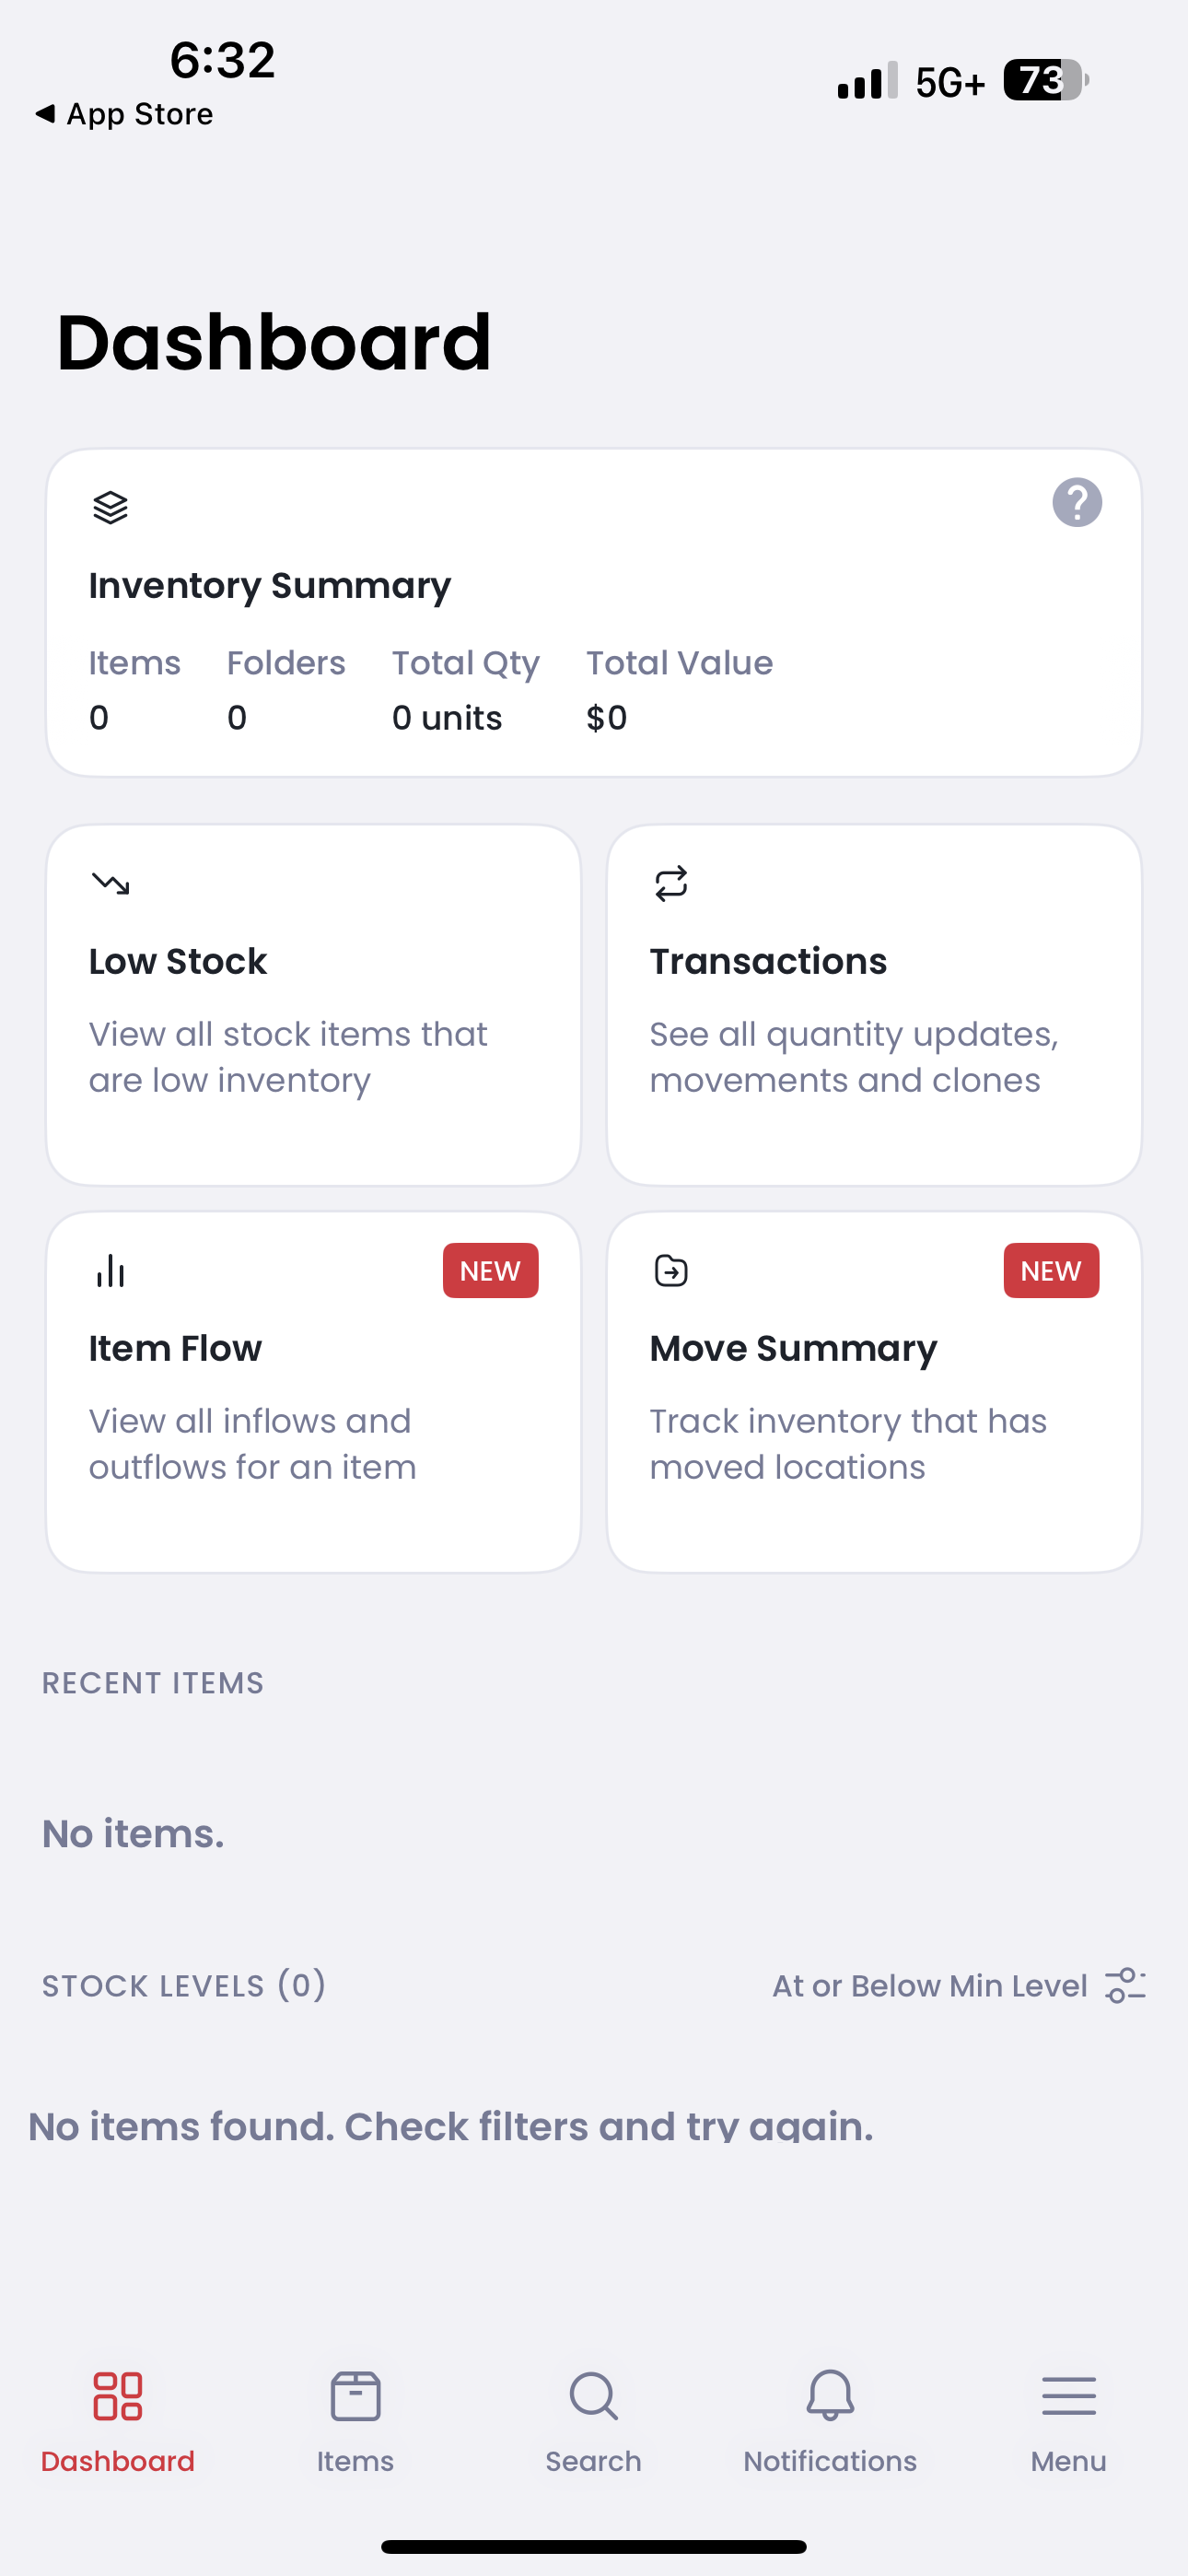 6:32
5G+ 73
◀ App Store
Dashboard
?
Inventory Summary
Items Folders Total Qty Total Value
0 0 0 units $0
Low Stock
View all stock items that
are low inventory
Transactions
See all quantity updates,
movements and clones
NEW
Item Flow
View all inflows and
outflows for an item
NEW
Move Summary
Track inventory that has
moved locations
RECENT ITEMS
No items.
STOCK LEVELS (0) At or Below Min Level
No items found. Check filters and try again.
Dashboard Items Search Notifications Menu